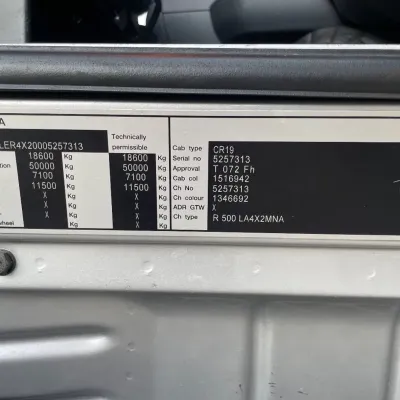 A
LER4X20005257313
Technically
permissible
18600 Kg 18600 Kg
tion 50000 Kg 50000 Kg
7100 Kg 7100 Kg
11500 Kg 11500 Kg
X Kg X Kg
X Kg X Kg
X Kg X Kg
wheel
Cab type CR19
Serial no 5257313
Approval T 072 Fh
Cab col 1516942
Ch No 5257313
Ch colour 1346692
ADR GTW X
Ch type R 500 LA4X2MNA